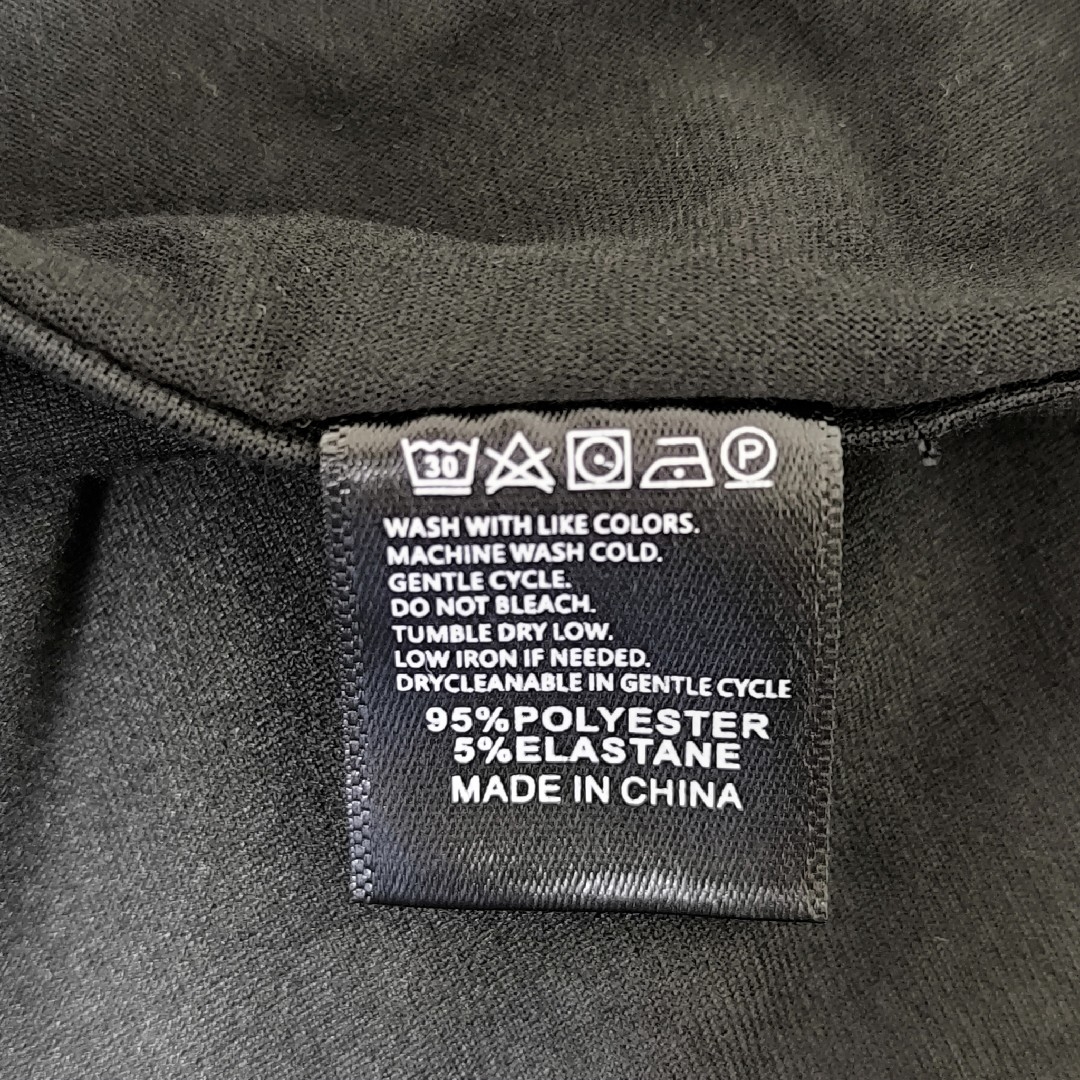 30 P
WASH WITH LIKE COLORS.
MACHINE WASH COLD.
GENTLE CYCLE.
DO NOT BLEACH.
TUMBLE DRY LOW.
LOW IRON IF NEEDED.
DRYCLEANABLE IN GENTLE CYCLE
95%POLYESTER
5%ELASTANE
MADE IN CHINA